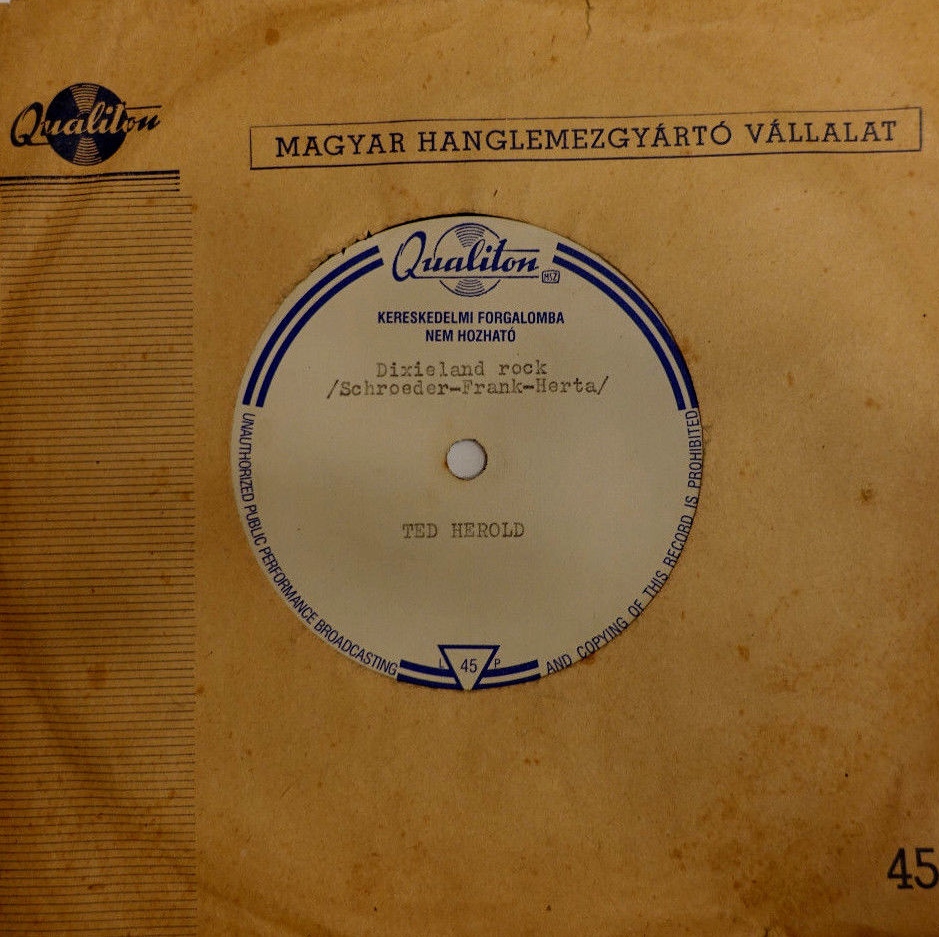 Qualiton
MAGYAR HANGLEMEZGYÁRTÓ VÁLLALAT
Qualiton
MSZ
KERESKEDELMI FORGALOMBA
NEM HOZHATÓ
Dixieland rock
/Schroeder-Frank-Herta/
TED HEROLD
UNAUTHORIZED PUBLIC PERFORMANCE BROADCASTING
AND COPYING OF THIS RECORD IS PROHIBITED
L 45 P
45